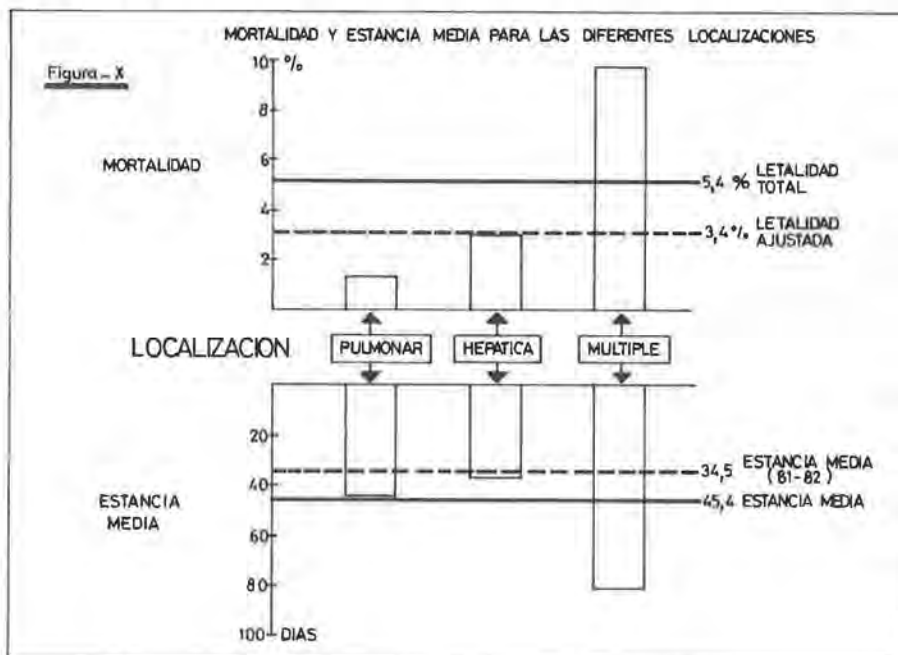 MORTALIDAD Y ESTANCIA MEDIA PARA LAS DIFERENTES LOCALIZACIONES
Figura - X
10 %
8
6
4
2
MORTALIDAD
5,4 % LETALIDAD TOTAL
3,4 % LETALIDAD AJUSTADA
LOCALIZACION
PULMONAR
HEPATICA
MULTIPLE
20
40
60
80
100 DIAS
ESTANCIA
MEDIA
34,5 ESTANCIA MEDIA
(81-82)
45,4 ESTANCIA MEDIA